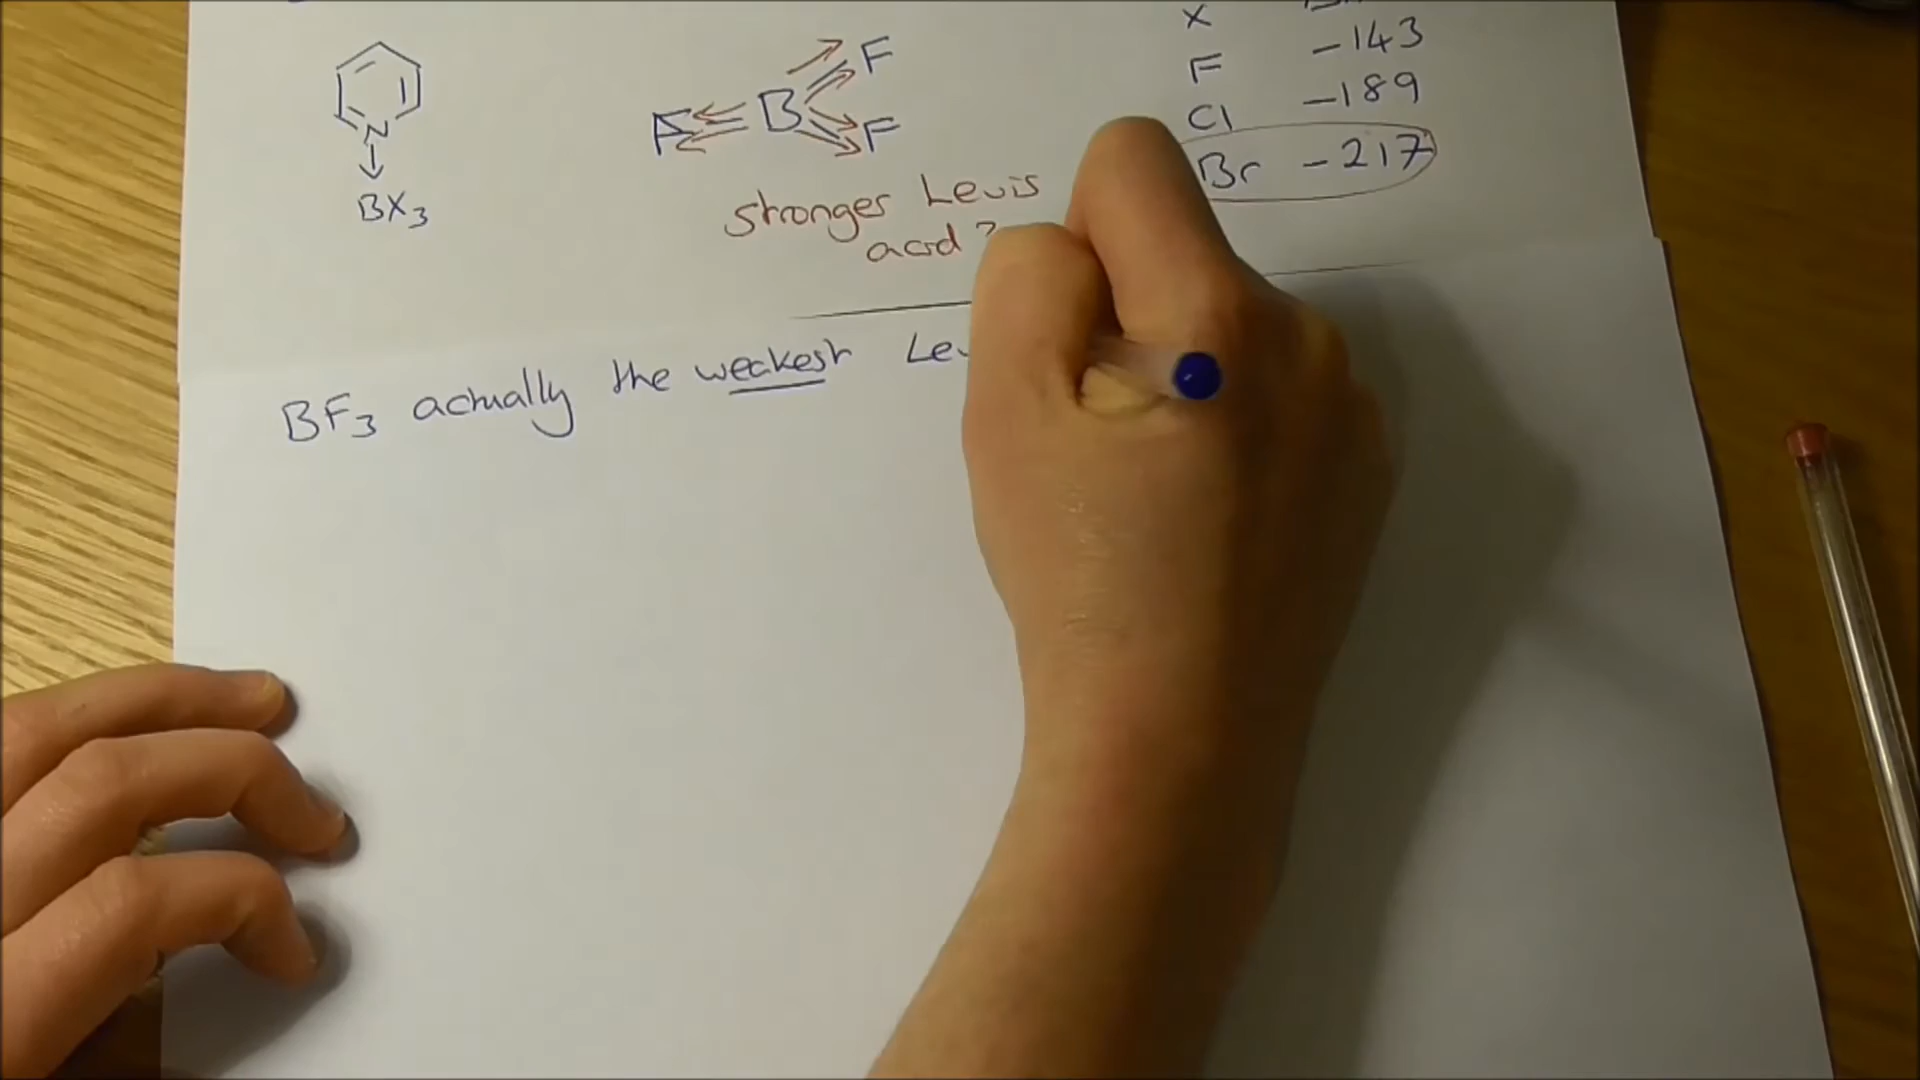 X
F -143
Cl -189
Br -217
N
BX3
F
F B
F
stronger Lewis
acid?
BF3 actually the weakest Le